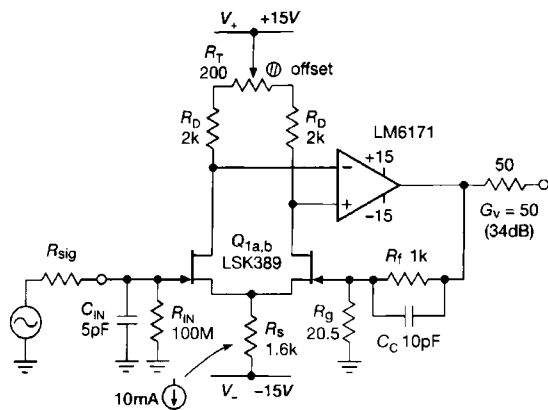 V+ +15V
RT
200
offset
RD
2k
RD
2k
LM6171
+15
−
+
−15
50
Gv = 50
(34dB)
Q1a,b
LSK389
Rf 1k
Rsig
CIN
5pF
RIN
100M
Rs
1.6k
Rg
20.5
CC 10pF
10mA
V− −15V